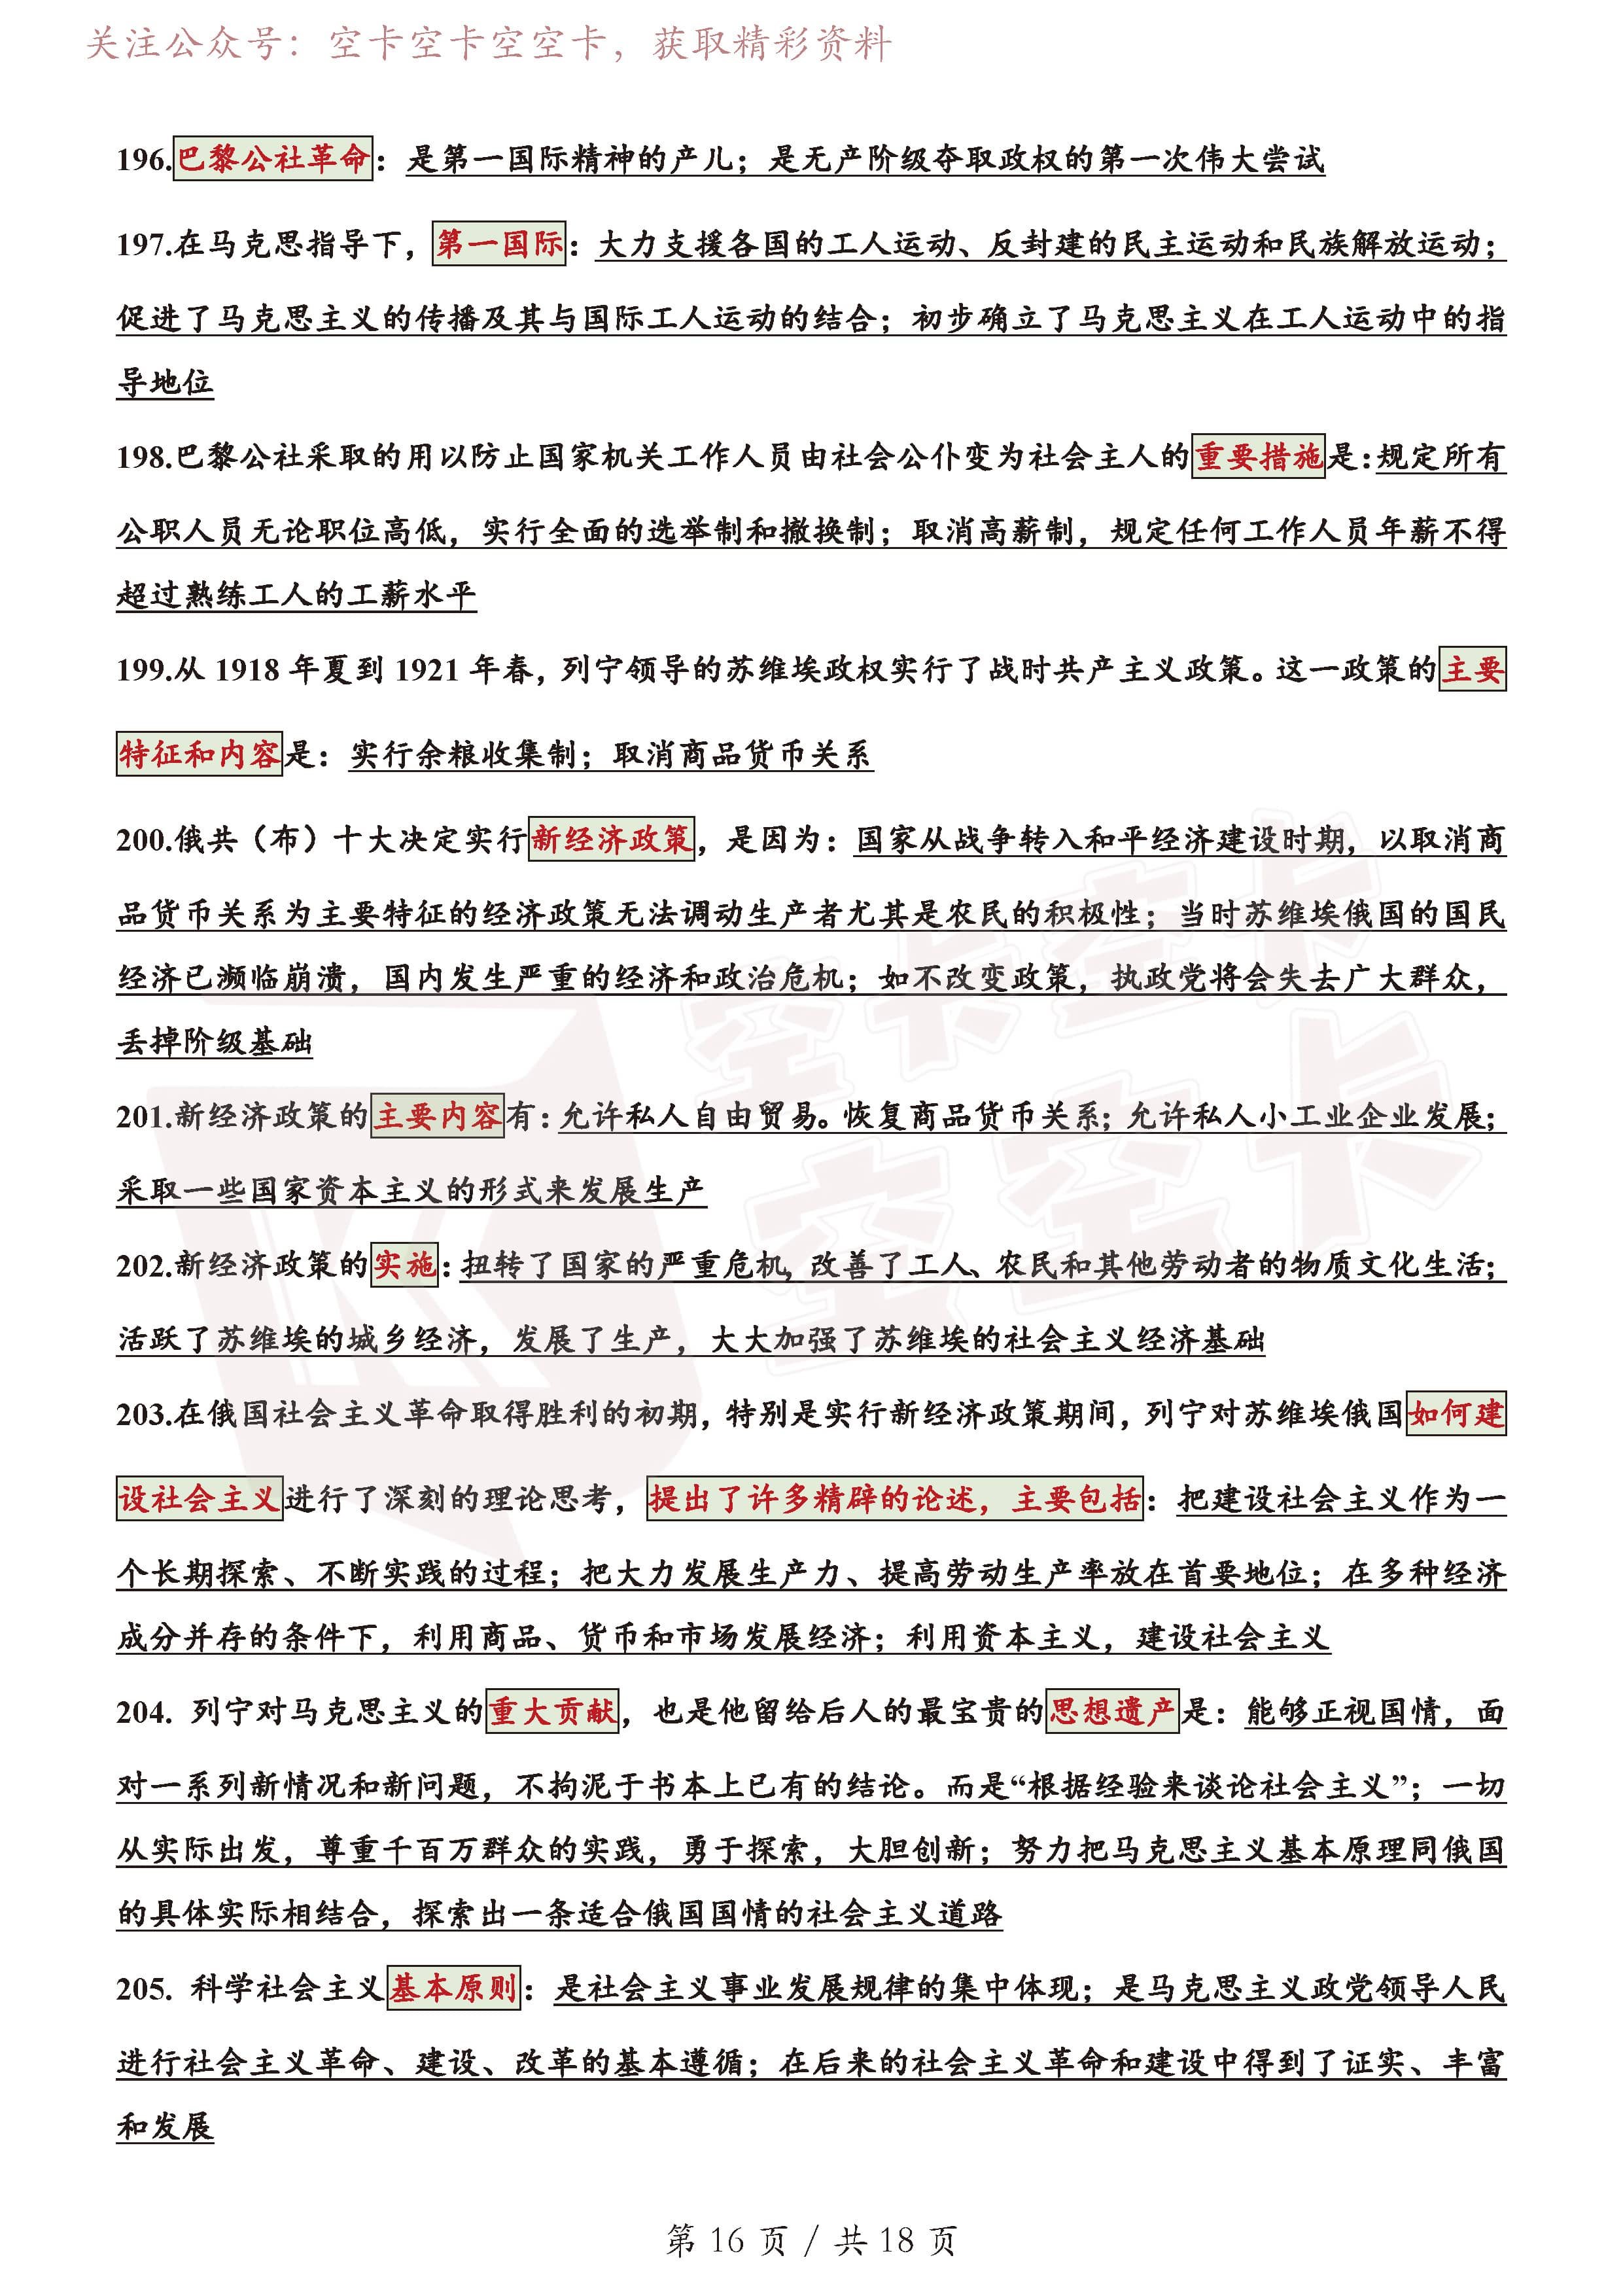 关注公众号：空卡空卡空空卡，获取精彩资料
196.巴黎公社革命：是第一国际精神的产儿；是无产阶级夺取政权的第一次伟大尝试
197.在马克思指导下，第一国际：大力支援各国的工人运动、反封建的民主运动和民族解放运动；
促进了马克思主义的传播及其与国际工人运动的结合；初步确立了马克思主义在工人运动中的指
导地位
198.巴黎公社采取的用以防止国家机关工作人员由社会公仆变为社会主人的重要措施是：规定所有
公职人员无论职位高低，实行全面的选举制和撤换制；取消高薪制，规定任何工作人员年薪不得
超过熟练工人的工薪水平
199.从 1918 年夏到 1921 年春，列宁领导的苏维埃政权实行了战时共产主义政策。这一政策的主要
特征和内容是：实行余粮收集制；取消商品货币关系
200.俄共（布）十大决定实行新经济政策，是因为：国家从战争转入和平经济建设时期，以取消商
品货币关系为主要特征的经济政策无法调动生产者尤其是农民的积极性；当时苏维埃俄国的国民
经济已濒临崩溃，国内发生严重的经济和政治危机；如不改变政策，执政党将会失去广大群众，
丢掉阶级基础
201.新经济政策的主要内容有：允许私人自由贸易。恢复商品货币关系；允许私人小工业企业发展；
采取一些国家资本主义的形式来发展生产
202.新经济政策的实施：扭转了国家的严重危机，改善了工人、农民和其他劳动者的物质文化生活；
活跃了苏维埃的城乡经济，发展了生产，大大加强了苏维埃的社会主义经济基础
203.在俄国社会主义革命取得胜利的初期，特别是实行新经济政策期间，列宁对苏维埃俄国如何建
设社会主义进行了深刻的理论思考，提出了许多精辟的论述，主要包括：把建设社会主义作为一
个长期探索、不断实践的过程；把大力发展生产力、提高劳动生产率放在首要地位；在多种经济
成分并存的条件下，利用商品、货币和市场发展经济；利用资本主义，建设社会主义
204. 列宁对马克思主义的重大贡献，也是他留给后人的最宝贵的思想遗产是：能够正视国情，面
对一系列新情况和新问题，不拘泥于书本上已有的结论。而是“根据经验来谈论社会主义”；一切
从实际出发，尊重千百万群众的实践，勇于探索，大胆创新；努力把马克思主义基本原理同俄国
的具体实际相结合，探索出一条适合俄国国情的社会主义道路
205. 科学社会主义基本原则：是社会主义事业发展规律的集中体现；是马克思主义政党领导人民
进行社会主义革命、建设、改革的基本遵循；在后来的社会主义革命和建设中得到了证实、丰富
和发展
空卡空卡
空空卡
第 16 页 / 共 18 页